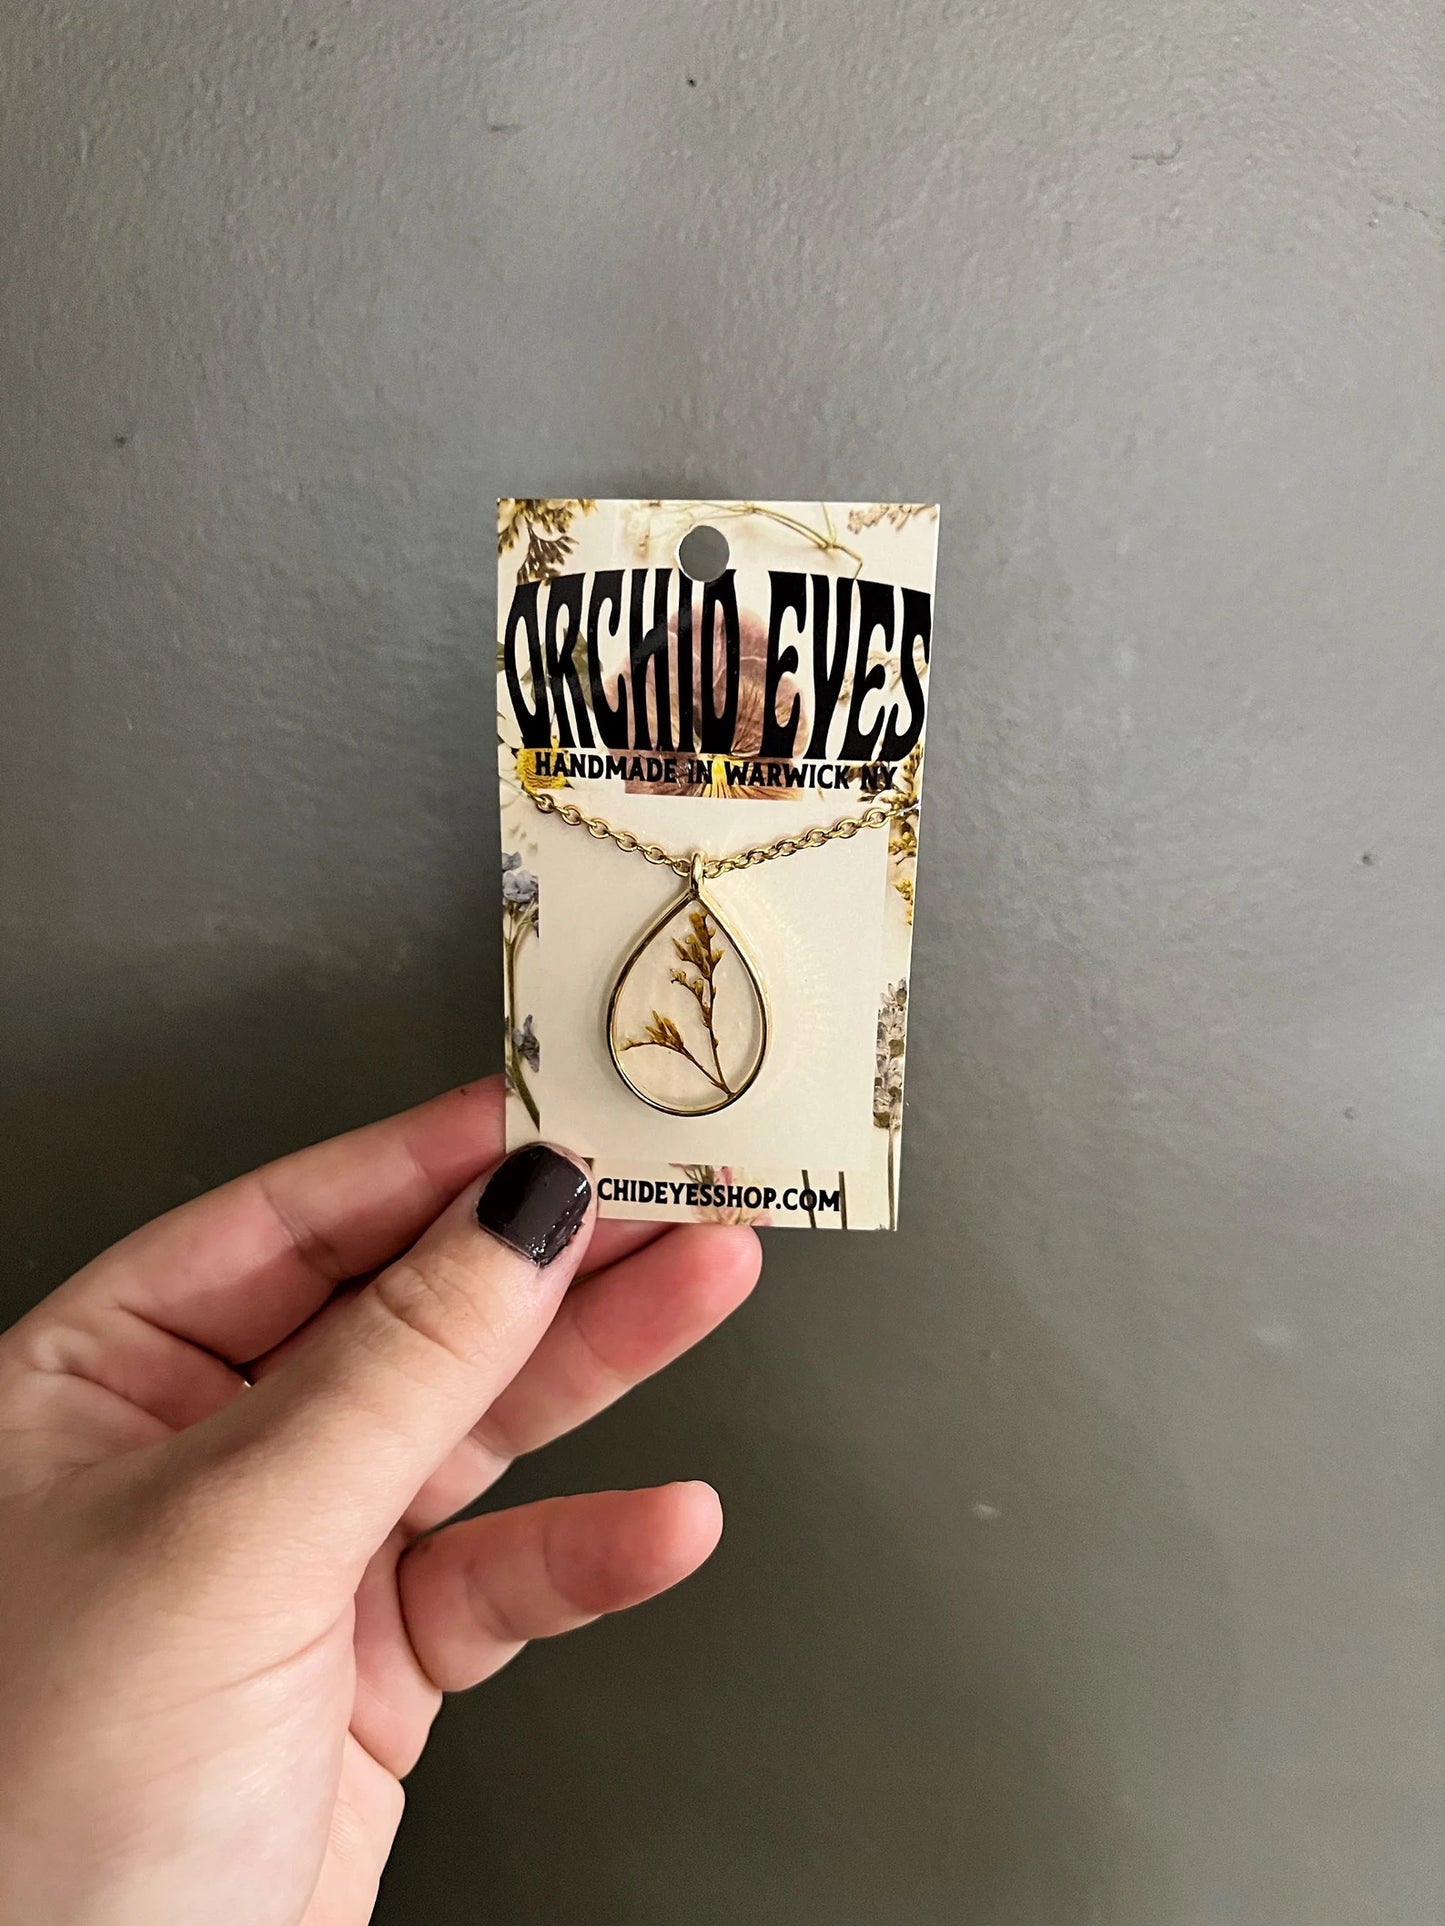 ORCHID EYES
HANDMADE IN WARWICK NY
CHIDEYESSHOP.COM